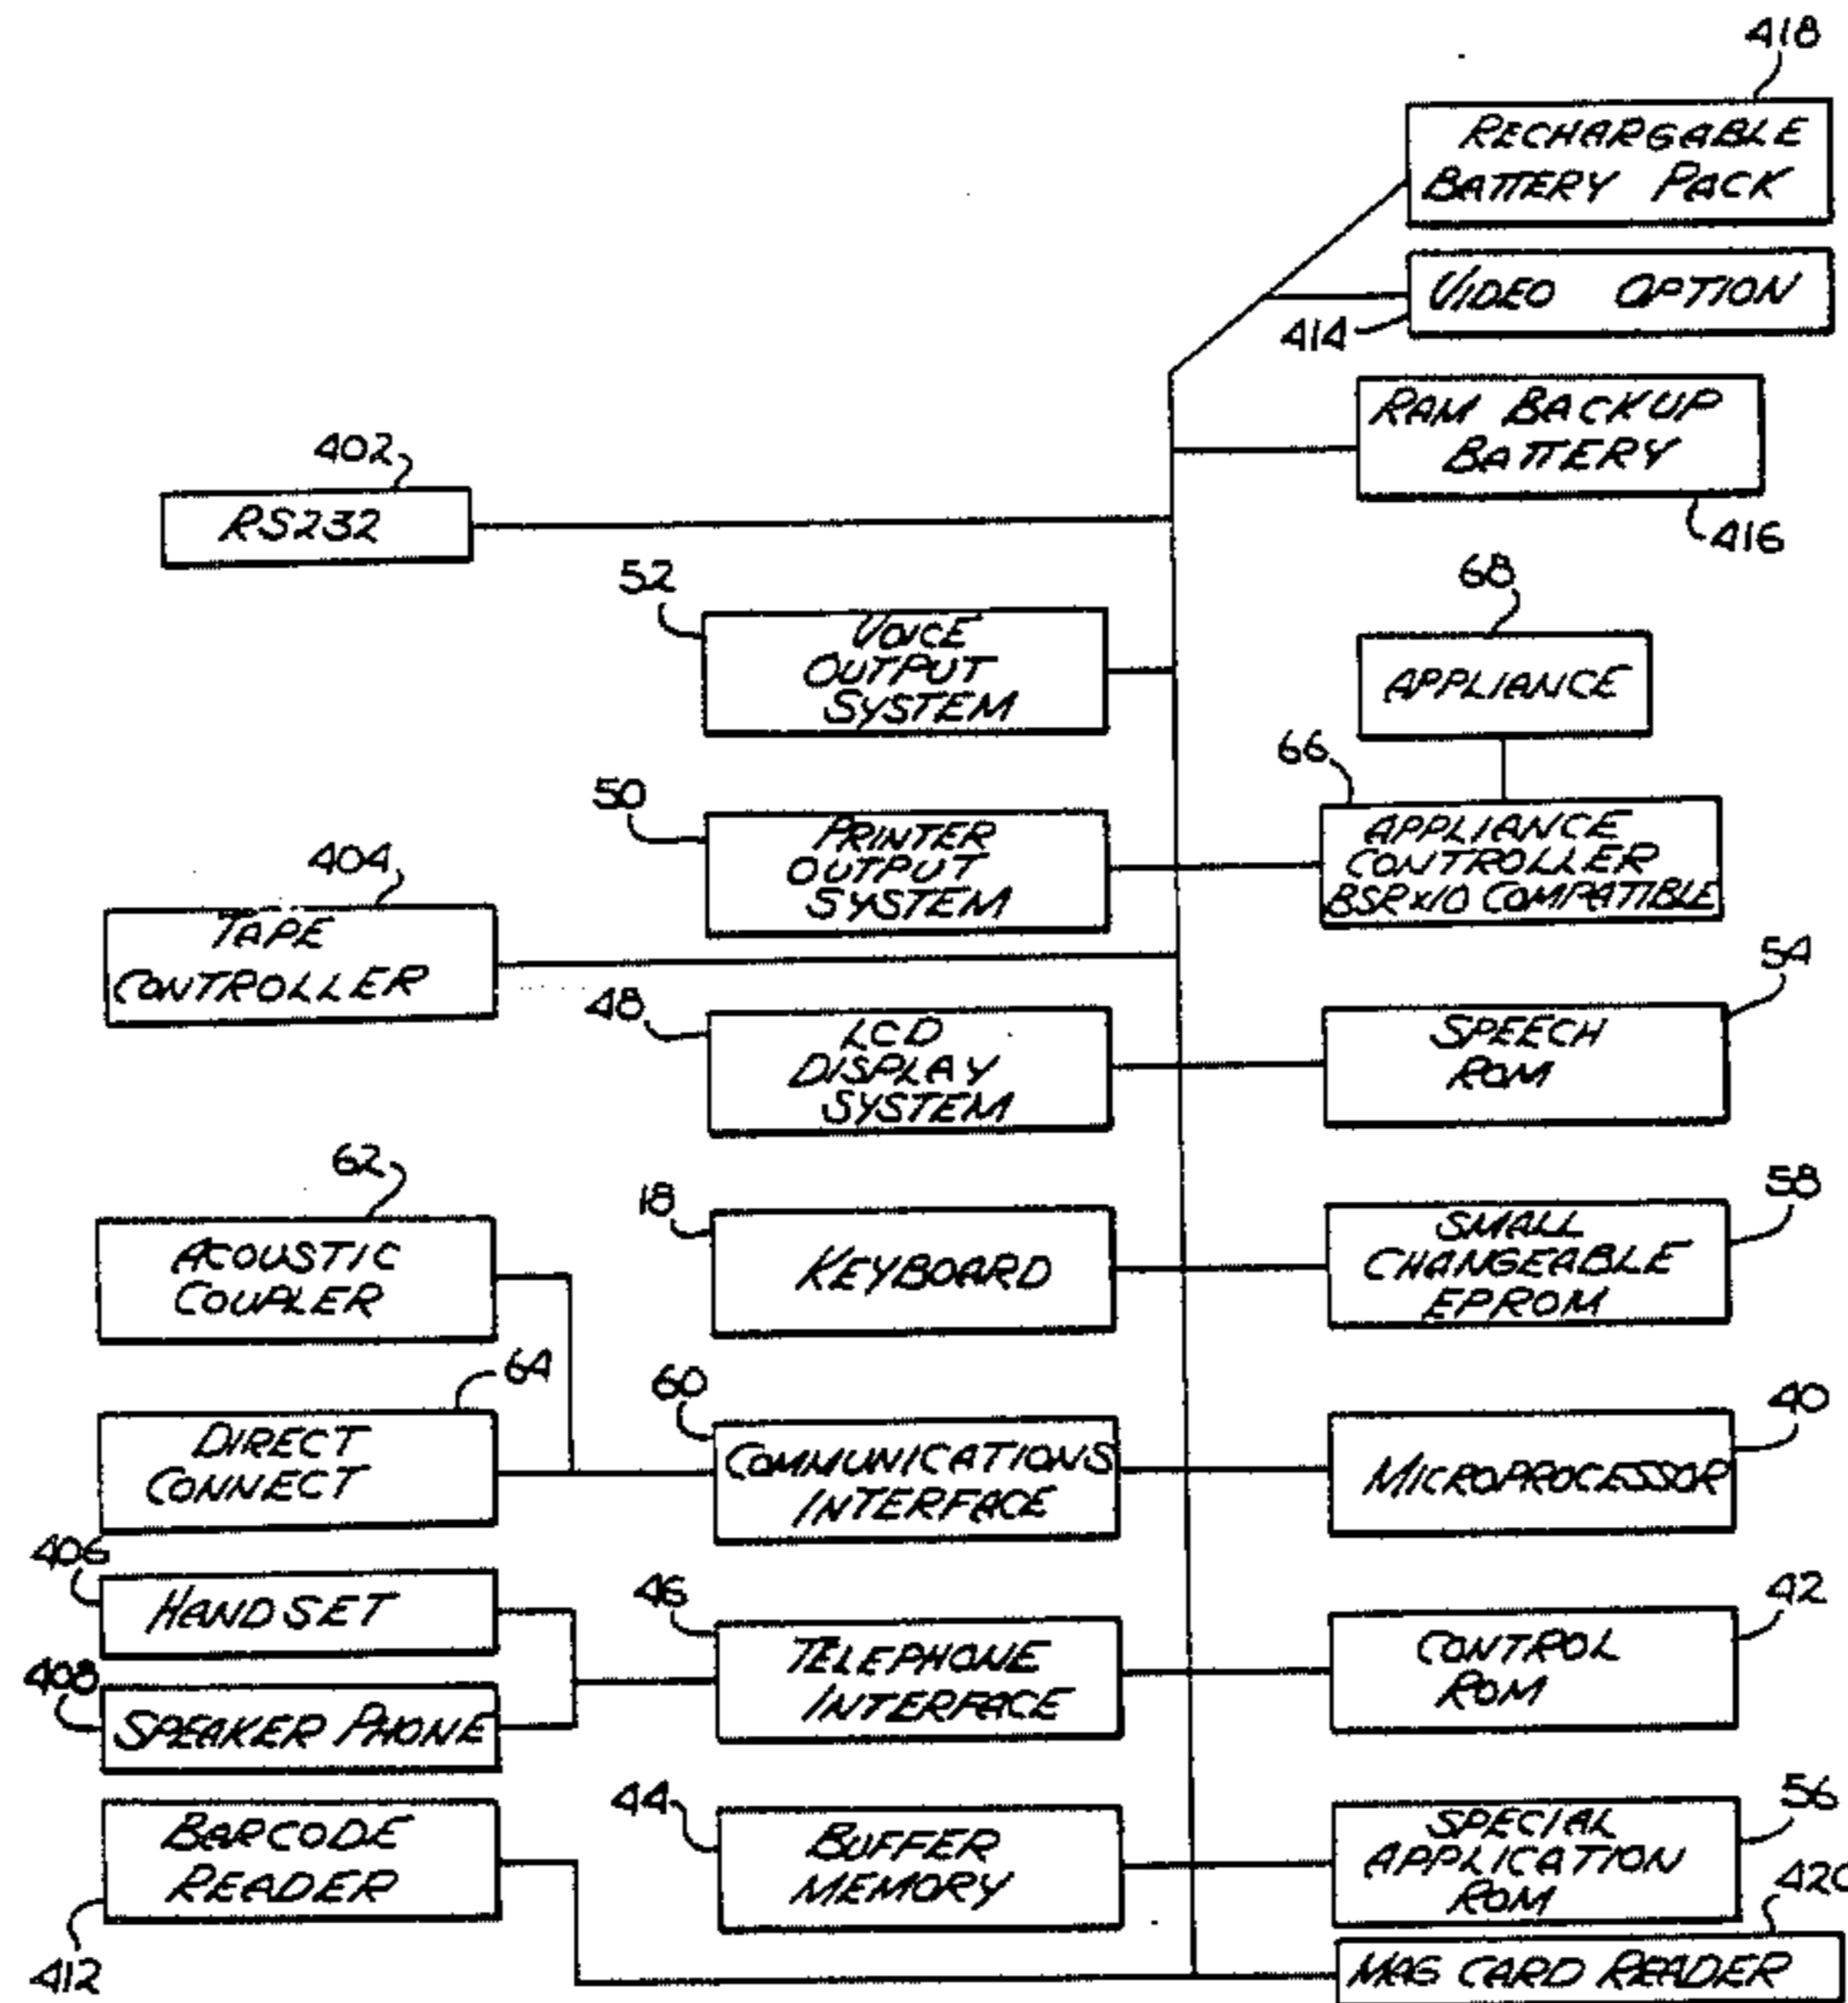 418
RECHARGABLE
BATTERY PACK
VIDEO OPTION
414
RAM BACKUP
BATTERY
416
402
RS232
52
VOICE
OUTPUT
SYSTEM
68
APPLIANCE
66
APPLIANCE
CONTROLLER
BSR X10 COMPATIBLE
50
PRINTER
OUTPUT
SYSTEM
404
TAPE
CONTROLLER
48
LCD
DISPLAY
SYSTEM
54
SPEECH
ROM
62
ACOUSTIC
COUPLER
18
KEYBOARD
58
SMALL
CHANGEABLE
EPROM
64
DIRECT
CONNECT
60
COMMUNICATIONS
INTERFACE
40
MICROPROCESSOR
406
HANDSET
46
TELEPHONE
INTERFACE
42
CONTROL
ROM
408
SPEAKER PHONE
BARCODE
READER
412
44
BUFFER
MEMORY
56
SPECIAL
APPLICATION
ROM
420
MAG CARD READER